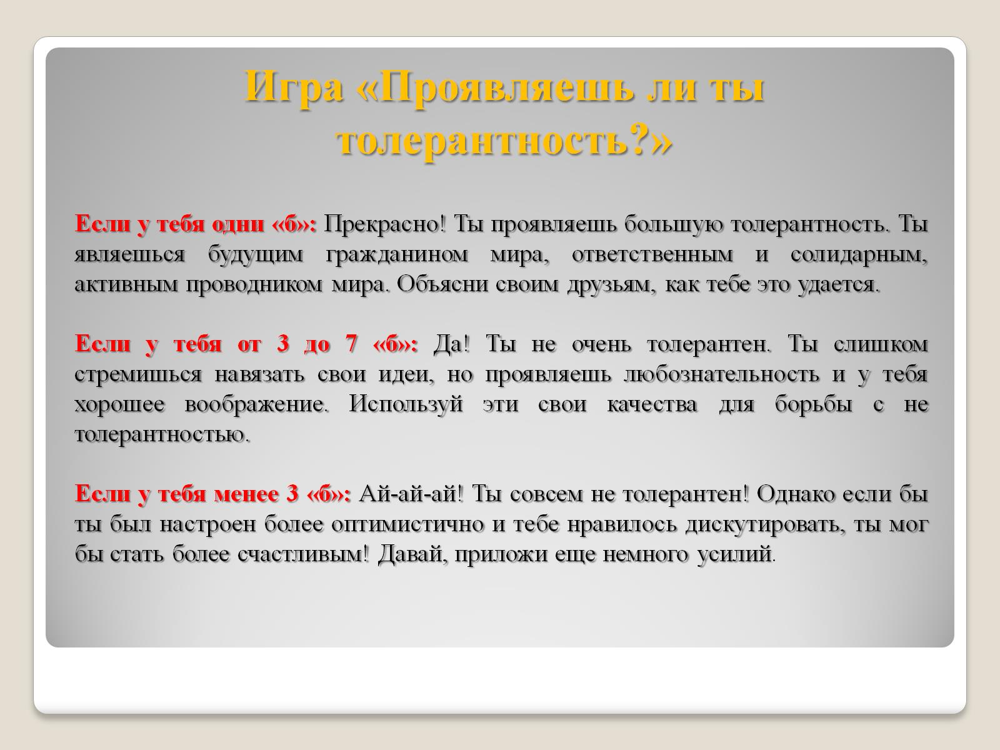 Игра «Проявляешь ли ты
толерантность?»
Если у тебя одни «б»: Прекрасно! Ты проявляешь большую толерантность. Ты
являешься будущим гражданином мира, ответственным и солидарным,
активным проводником мира. Объясни своим друзьям, как тебе это удается.
Если у тебя от 3 до 7 «б»: Да! Ты не очень толерантен. Ты слишком
стремишься навязать свои идеи, но проявляешь любознательность и у тебя
хорошее воображение. Используй эти свои качества для борьбы с не
толерантностью.
Если у тебя менее 3 «б»: Ай-ай-ай! Ты совсем не толерантен! Однако если бы
ты был настроен более оптимистично и тебе нравилось дискутировать, ты мог
бы стать более счастливым! Давай, приложи еще немного усилий.